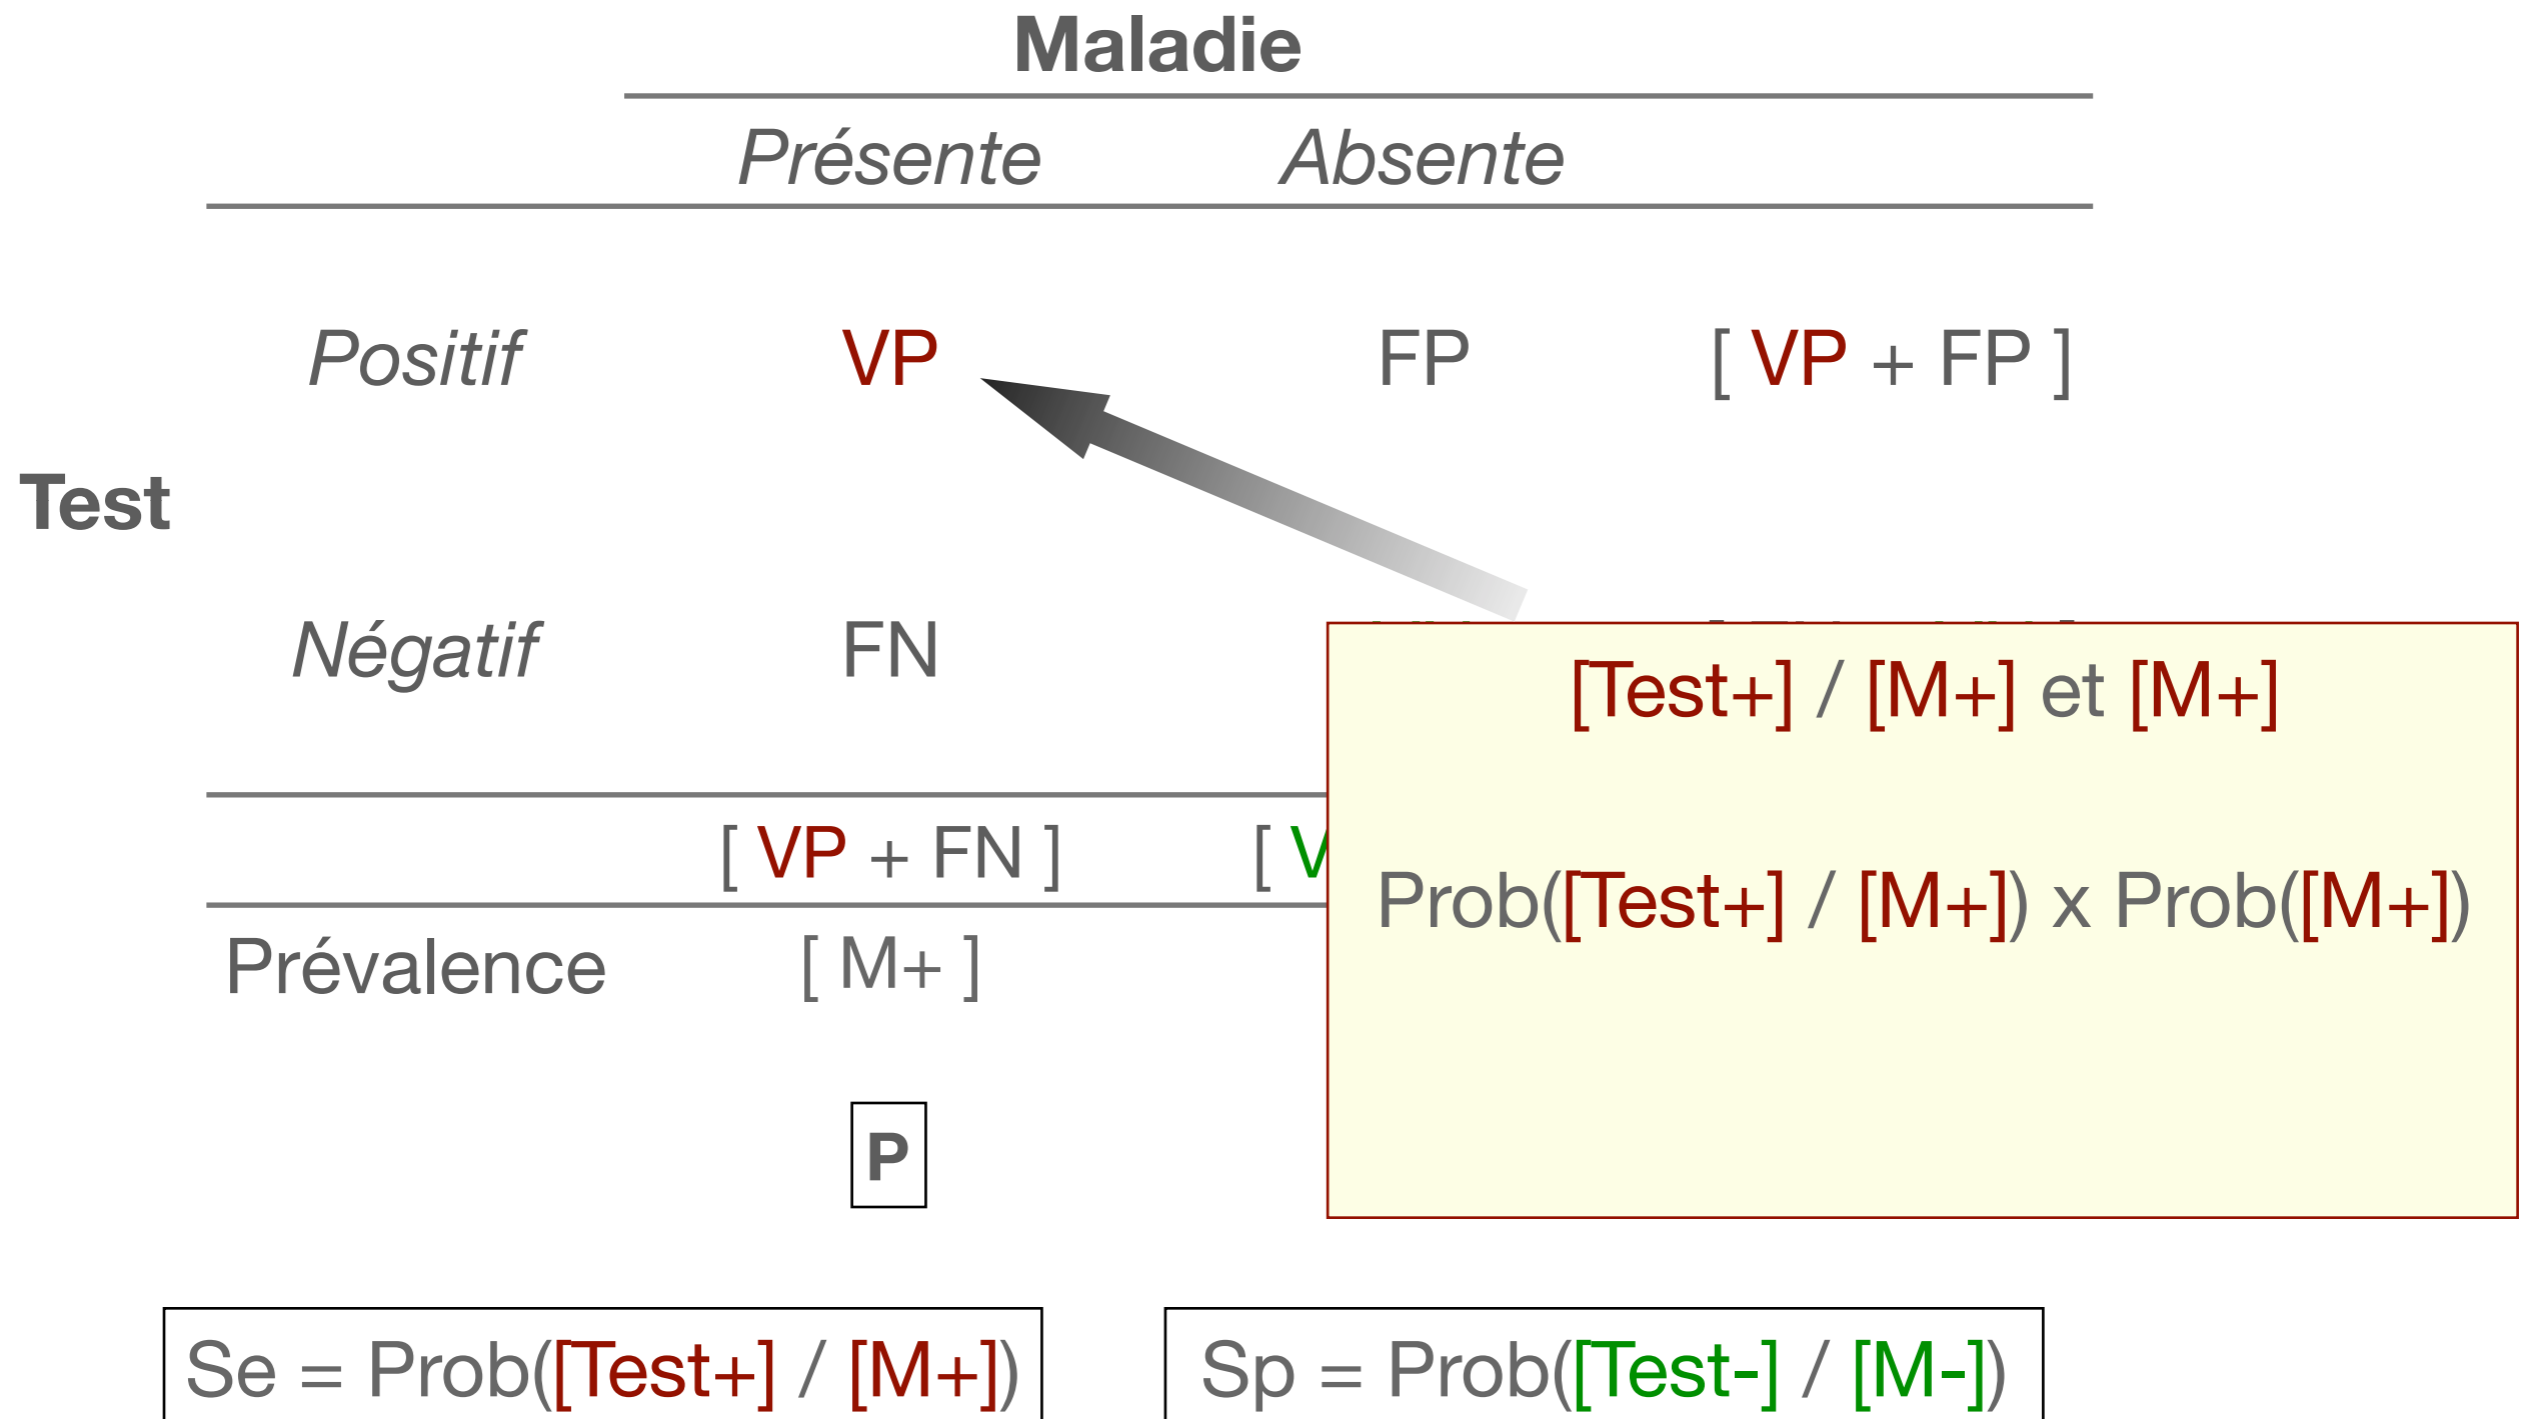 Maladie
Présente Absente
Positif VP FP [ VP + FP ]
Test
Négatif FN
[Test+] / [M+] et [M+]
[ VP + FN ] [
Prob([Test+] / [M+]) x Prob([M+])
Prévalence [ M+ ]
P
Se = Prob([Test+] / [M+]) Sp = Prob([Test-] / [M-])